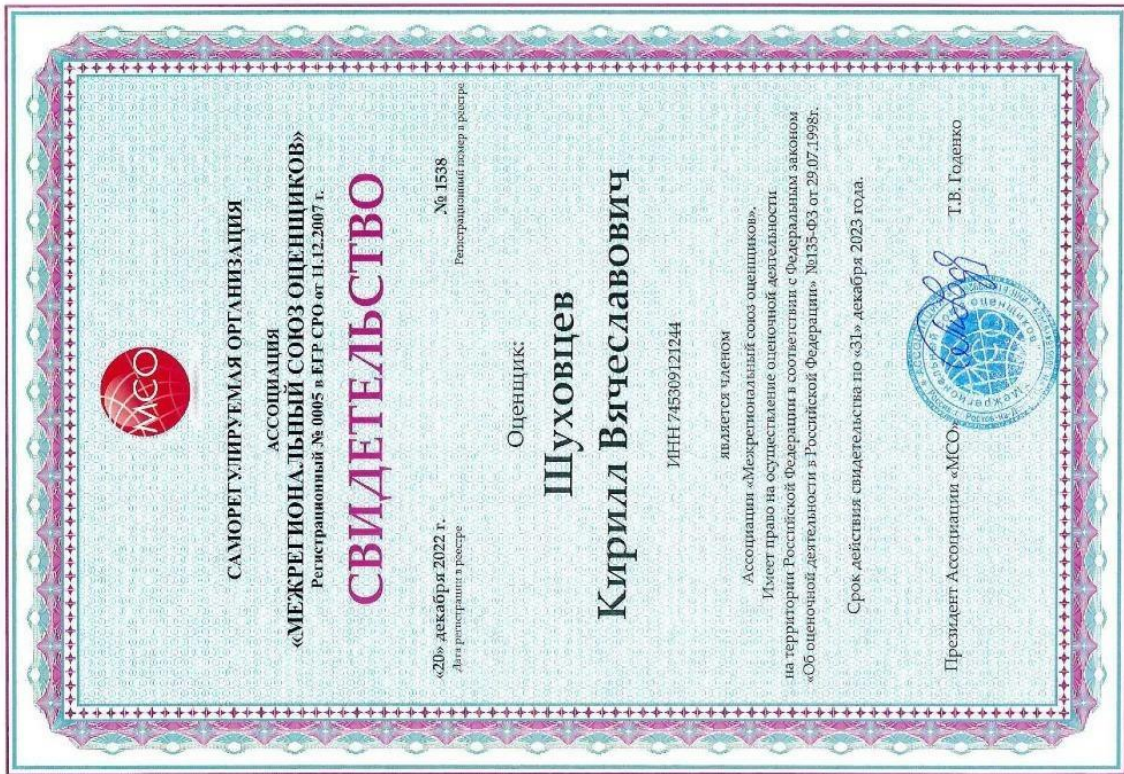 МСО
САМОРЕГУЛИРУЕМАЯ ОРГАНИЗАЦИЯ
АССОЦИАЦИЯ
«МЕЖРЕГИОНАЛЬНЫЙ СОЮЗ ОЦЕНЩИКОВ»
Регистрационный № 0005 в ЕГР СРО от 11.12.2007 г.
СВИДЕТЕЛЬСТВО
«20» декабря 2022 г. № 1538
Дата регистрации в реестре Регистрационный номер в реестре
Оценщик:
Шуховцев
Кирилл Вячеславович
ИНН 745309121244
является членом
Ассоциации «Межрегиональный союз оценщиков».
Имеет право на осуществление оценочной деятельности
на территории Российской Федерации в соответствии с Федеральным законом
«Об оценочной деятельности в Российской Федерации» №135-ФЗ от 29.07.1998г.
Срок действия свидетельства по «31» декабря 2023 года.
Президент Ассоциации «МСО» Т.В. Годенко